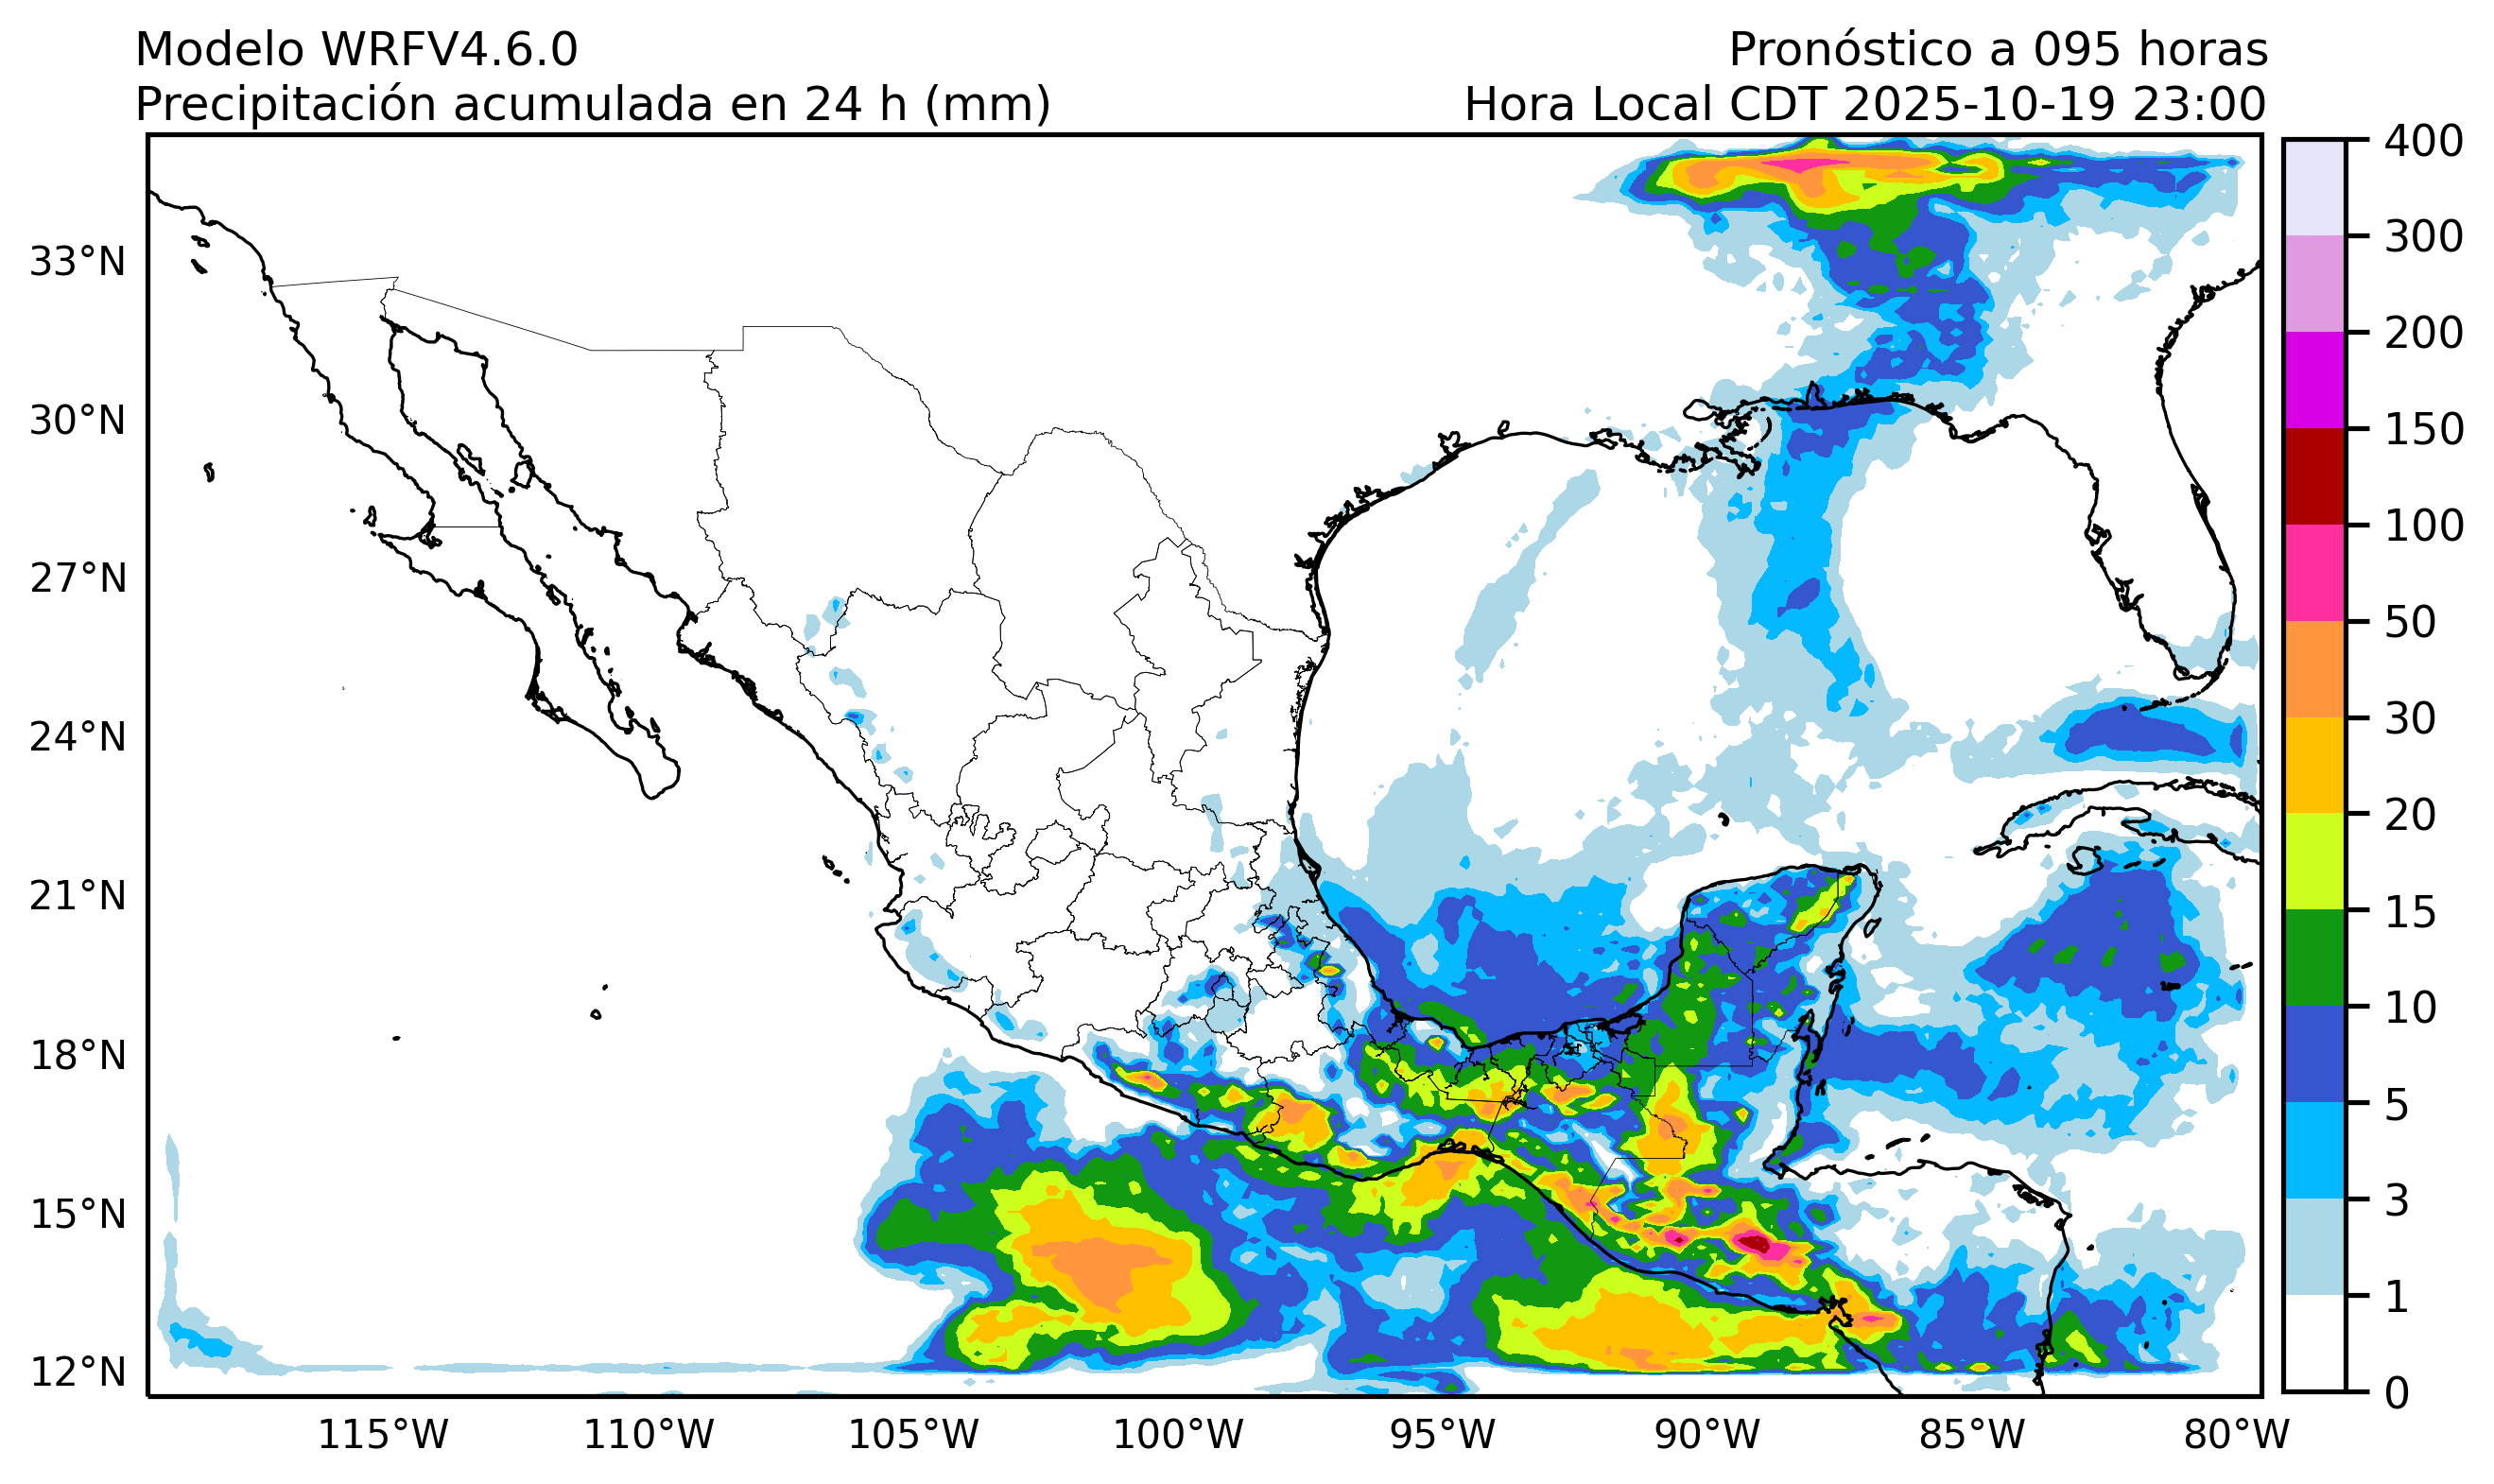 Modelo WRFV4.6.0
Pronóstico a 095 horas
Precipitación acumulada en 24 h (mm)
Hora Local CDT 2025-10-19 23:00
33°N
30°N
27°N
24°N
21°N
18°N
15°N
12°N
115°W
110°W
105°W
100°W
95°W
90°W
85°W
80°W
400
300
200
150
100
50
30
20
15
10
5
3
1
0